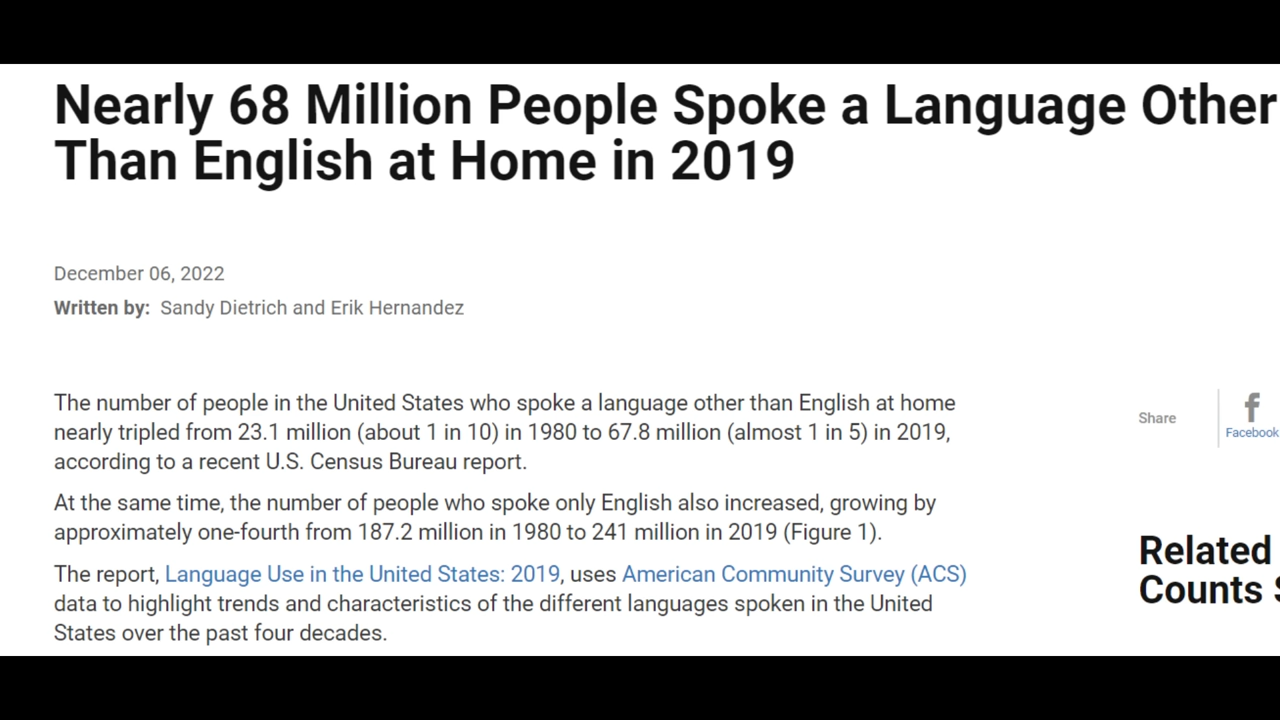 Nearly 68 Million People Spoke a Language Other
Than English at Home in 2019
December 06, 2022
Written by: Sandy Dietrich and Erik Hernandez
The number of people in the United States who spoke a language other than English at home
nearly tripled from 23.1 million (about 1 in 10) in 1980 to 67.8 million (almost 1 in 5) in 2019,
according to a recent U.S. Census Bureau report.
At the same time, the number of people who spoke only English also increased, growing by
approximately one-fourth from 187.2 million in 1980 to 241 million in 2019 (Figure 1).
The report, Language Use in the United States: 2019, uses American Community Survey (ACS)
data to highlight trends and characteristics of the different languages spoken in the United
States over the past four decades.
Share
Facebook
Related
Counts S